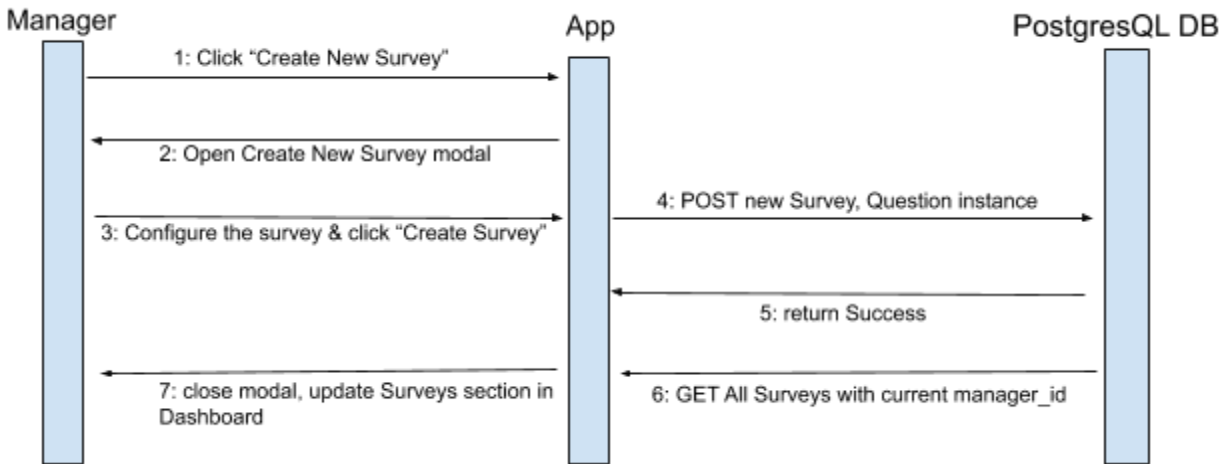 Manager
App
PostgresQL DB
1: Click “Create New Survey”
2: Open Create New Survey modal
3: Configure the survey & click “Create Survey”
4: POST new Survey, Question instance
5: return Success
6: GET All Surveys with current manager_id
7: close modal, update Surveys section in
Dashboard